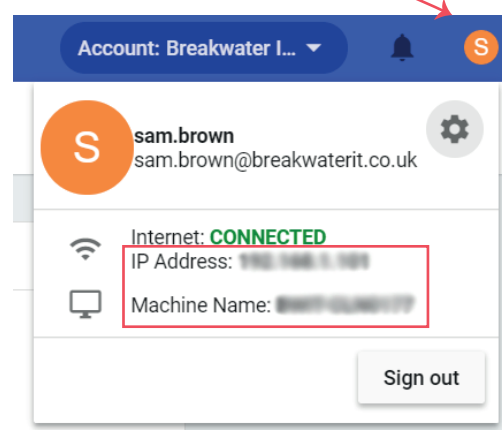 Account: Breakwater I...
S
S
sam.brown
sam.brown@breakwaterit.co.uk
Internet: CONNECTED
IP Address:
Machine Name:
Sign out